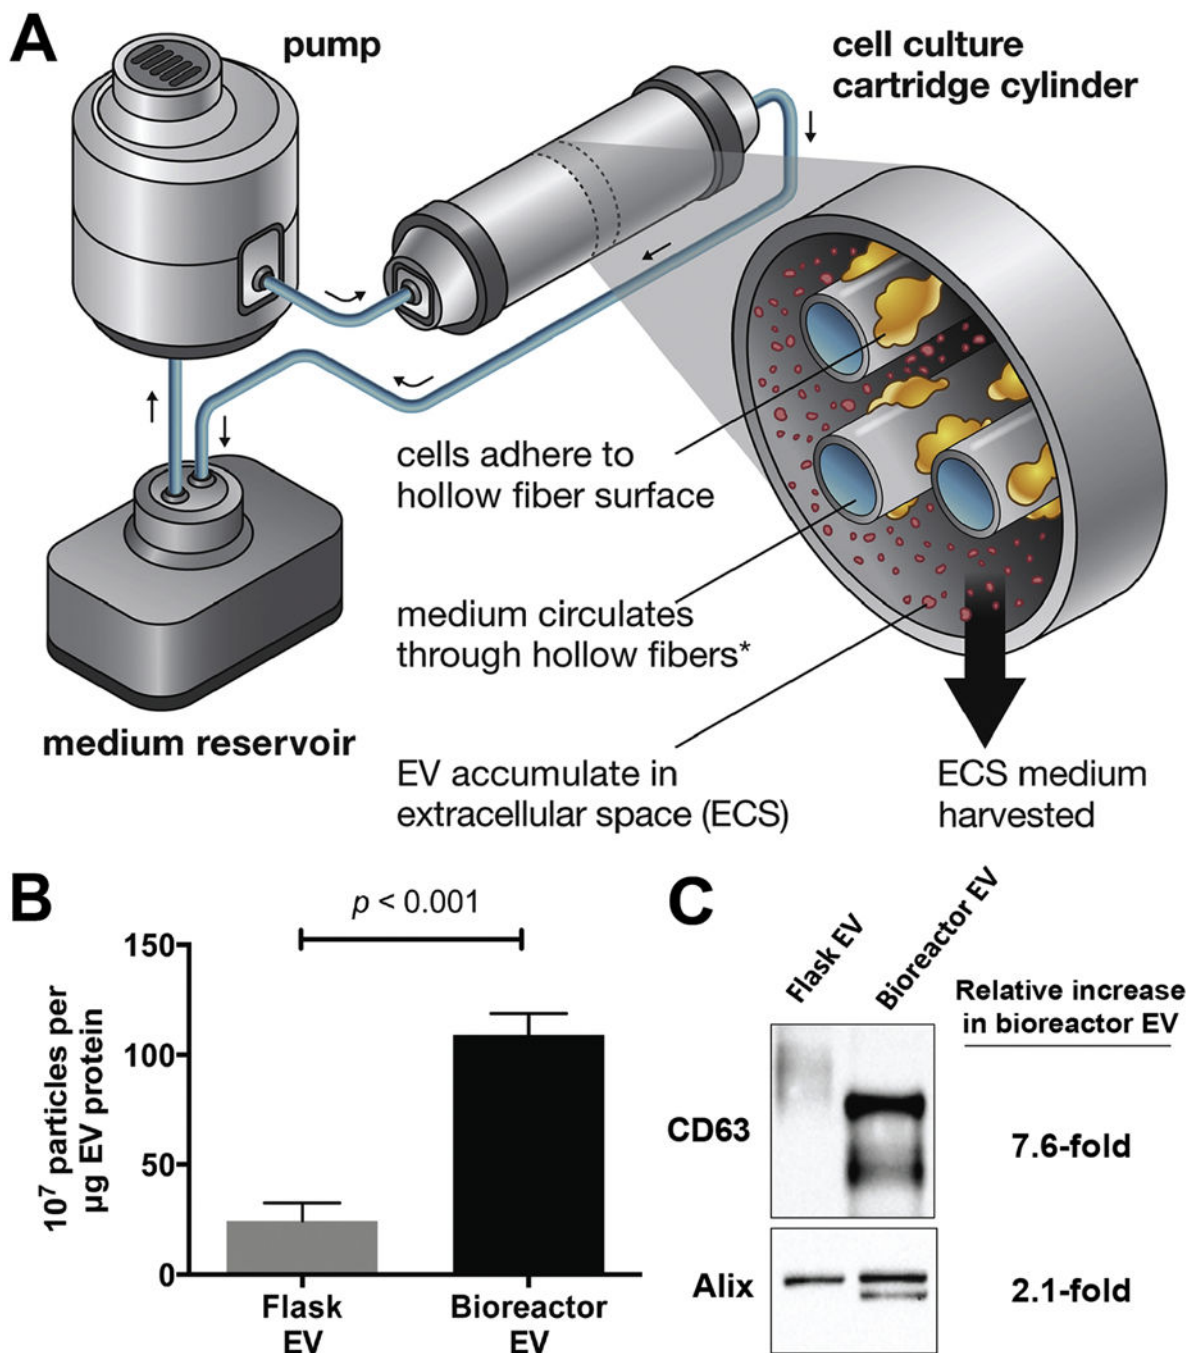 A
pump
cell culture
cartridge cylinder
cells adhere to
hollow fiber surface
medium circulates
through hollow fibers*
medium reservoir
EV accumulate in
extracellular space (ECS)
ECS medium
harvested
B
p < 0.001
150
100
50
0
10⁷ particles per
µg EV protein
Flask
EV
Bioreactor
EV
C
Flask EV
Bioreactor EV
Relative increase
in bioreactor EV
CD63
7.6-fold
Alix
2.1-fold